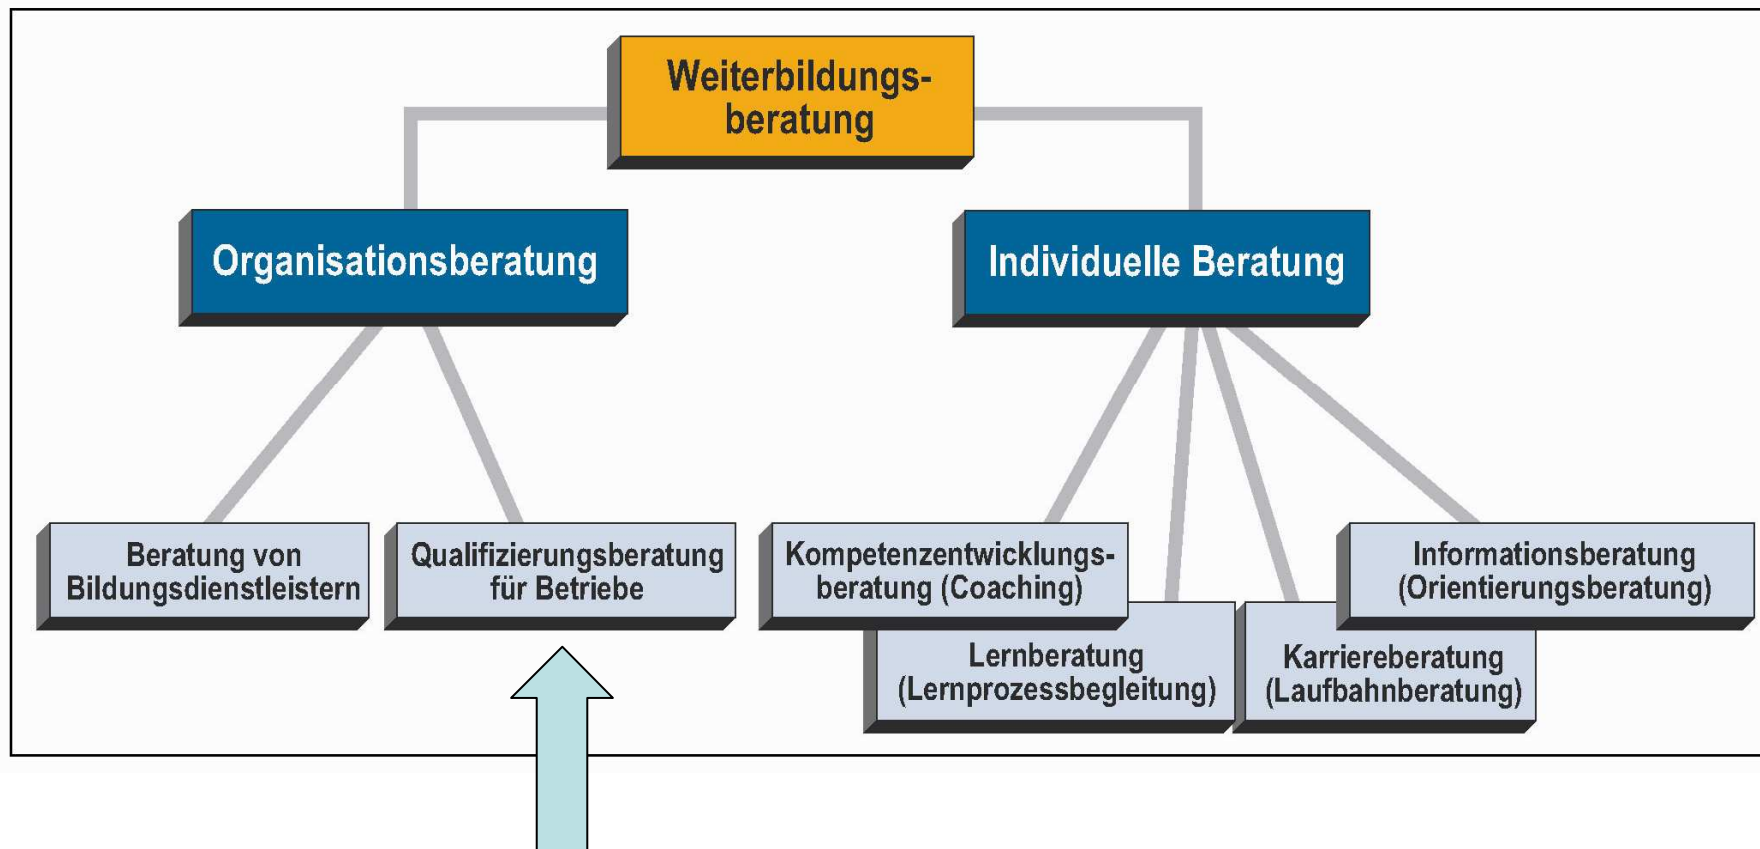 Weiterbildungs-
beratung
Organisationsberatung
Individuelle Beratung
Beratung von
Bildungsdienstleistern
Qualifizierungsberatung
für Betriebe
Kompetenzentwicklungs-
beratung (Coaching)
Lernberatung
(Lernprozessbegleitung)
Karriereberatung
(Laufbahnberatung)
Informationsberatung
(Orientierungsberatung)